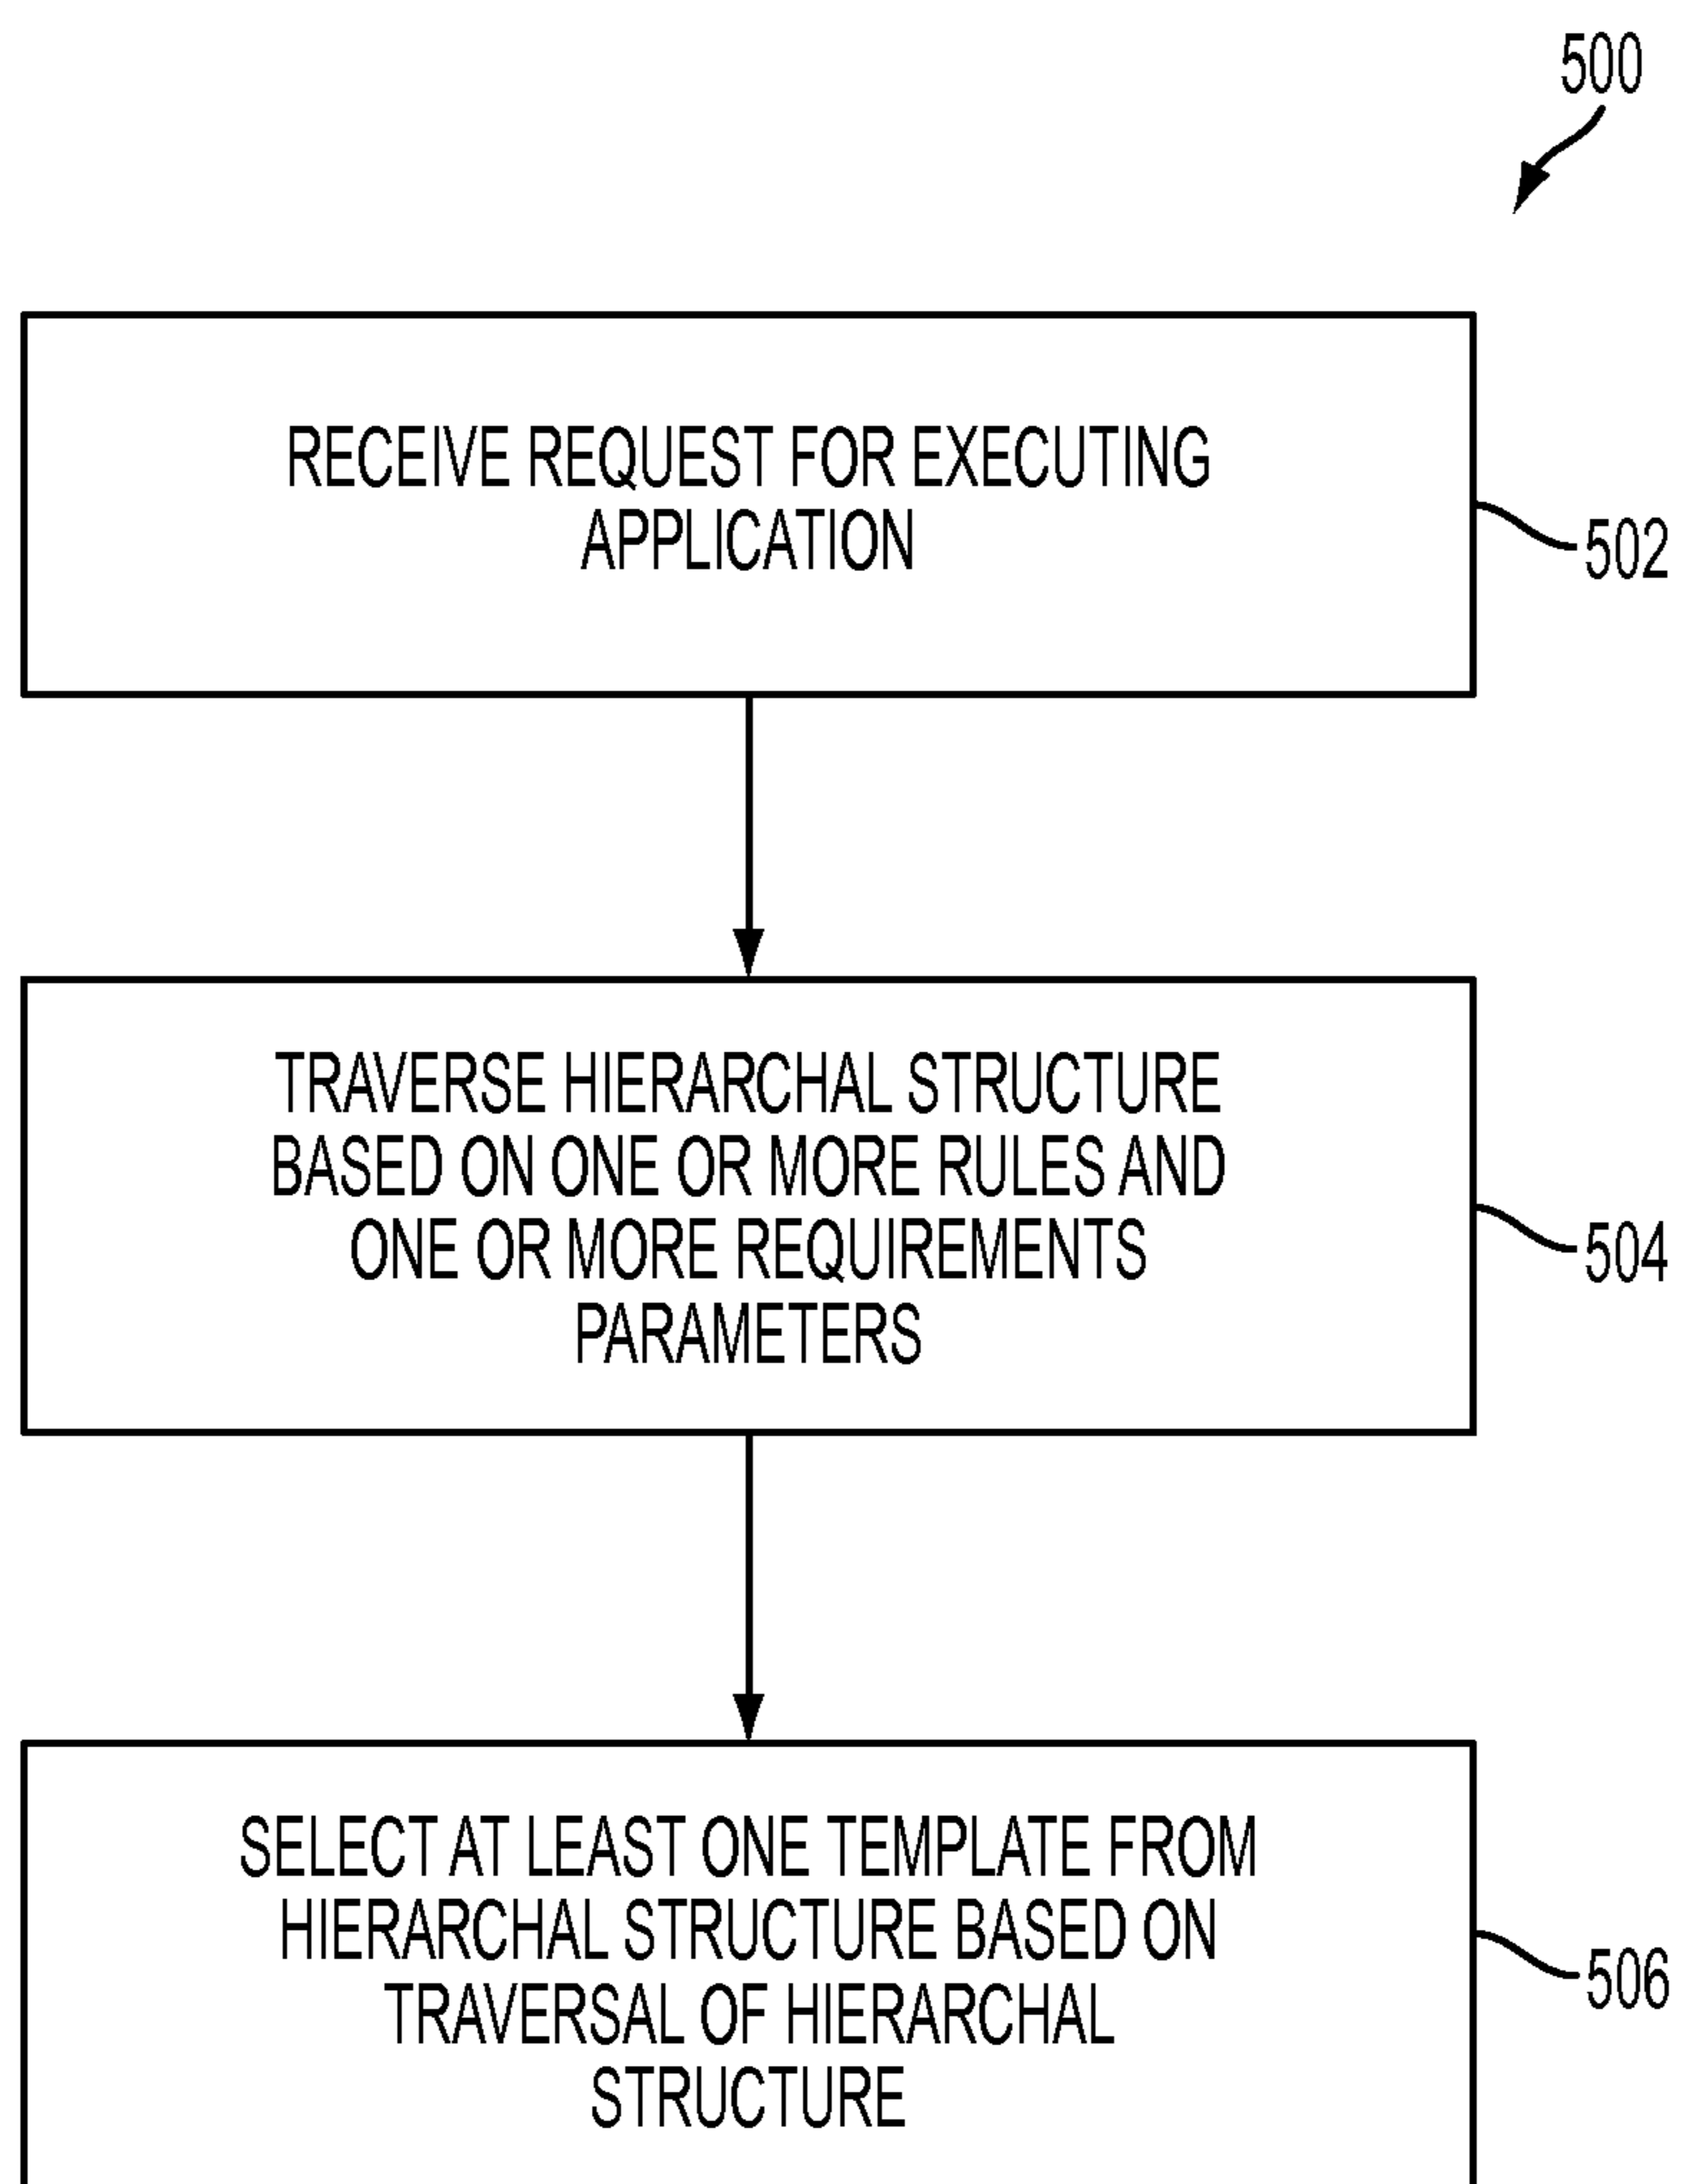 500
RECEIVE REQUEST FOR EXECUTING
APPLICATION
502
TRAVERSE HIERARCHAL STRUCTURE
BASED ON ONE OR MORE RULES AND
ONE OR MORE REQUIREMENTS
PARAMETERS
504
SELECT AT LEAST ONE TEMPLATE FROM
HIERARCHAL STRUCTURE BASED ON
TRAVERSAL OF HIERARCHAL
STRUCTURE
506